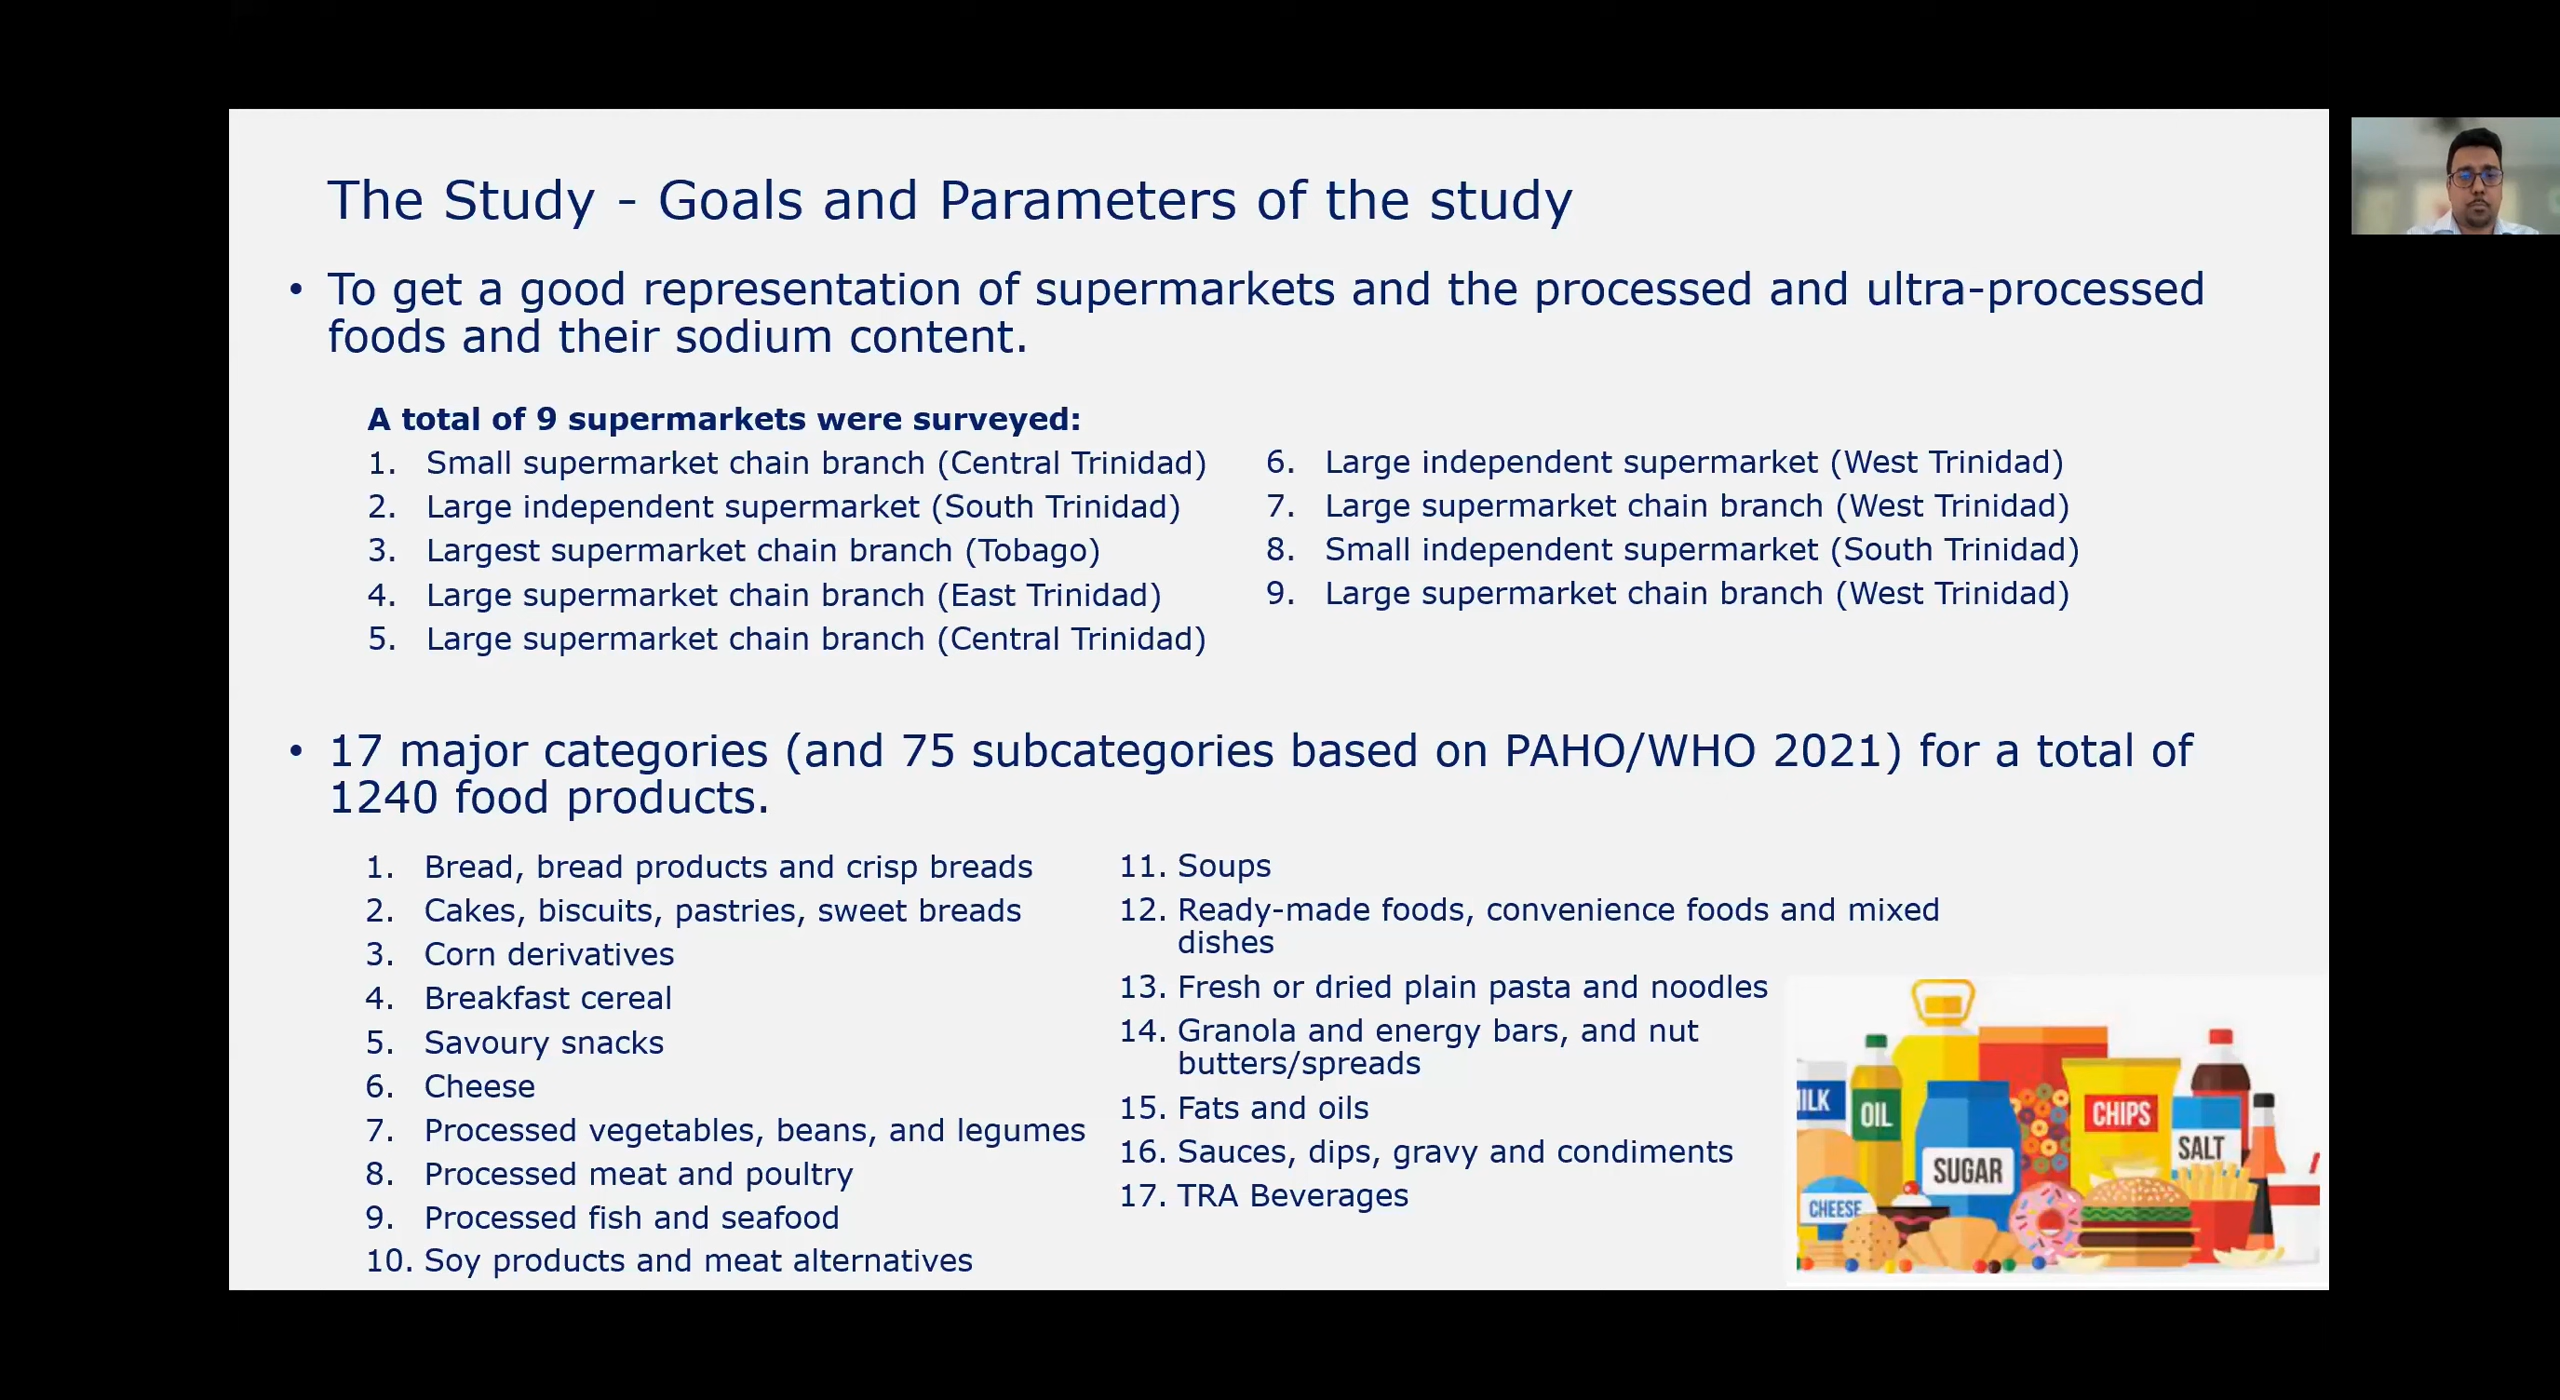 The Study - Goals and Parameters of the study
• To get a good representation of supermarkets and the processed and ultra-processed
foods and their sodium content.
A total of 9 supermarkets were surveyed:
1. Small supermarket chain branch (Central Trinidad)
2. Large independent supermarket (South Trinidad)
3. Largest supermarket chain branch (Tobago)
4. Large supermarket chain branch (East Trinidad)
5. Large supermarket chain branch (Central Trinidad)
6. Large independent supermarket (West Trinidad)
7. Large supermarket chain branch (West Trinidad)
8. Small independent supermarket (South Trinidad)
9. Large supermarket chain branch (West Trinidad)
• 17 major categories (and 75 subcategories based on PAHO/WHO 2021) for a total of
1240 food products.
1. Bread, bread products and crisp breads
2. Cakes, biscuits, pastries, sweet breads
3. Corn derivatives
4. Breakfast cereal
5. Savoury snacks
6. Cheese
7. Processed vegetables, beans, and legumes
8. Processed meat and poultry
9. Processed fish and seafood
10. Soy products and meat alternatives
11. Soups
12. Ready-made foods, convenience foods and mixed
dishes
13. Fresh or dried plain pasta and noodles
14. Granola and energy bars, and nut
butters/spreads
15. Fats and oils
16. Sauces, dips, gravy and condiments
17. TRA Beverages
ILK
OIL
CHIPS
SALT
SUGAR
CHEESE